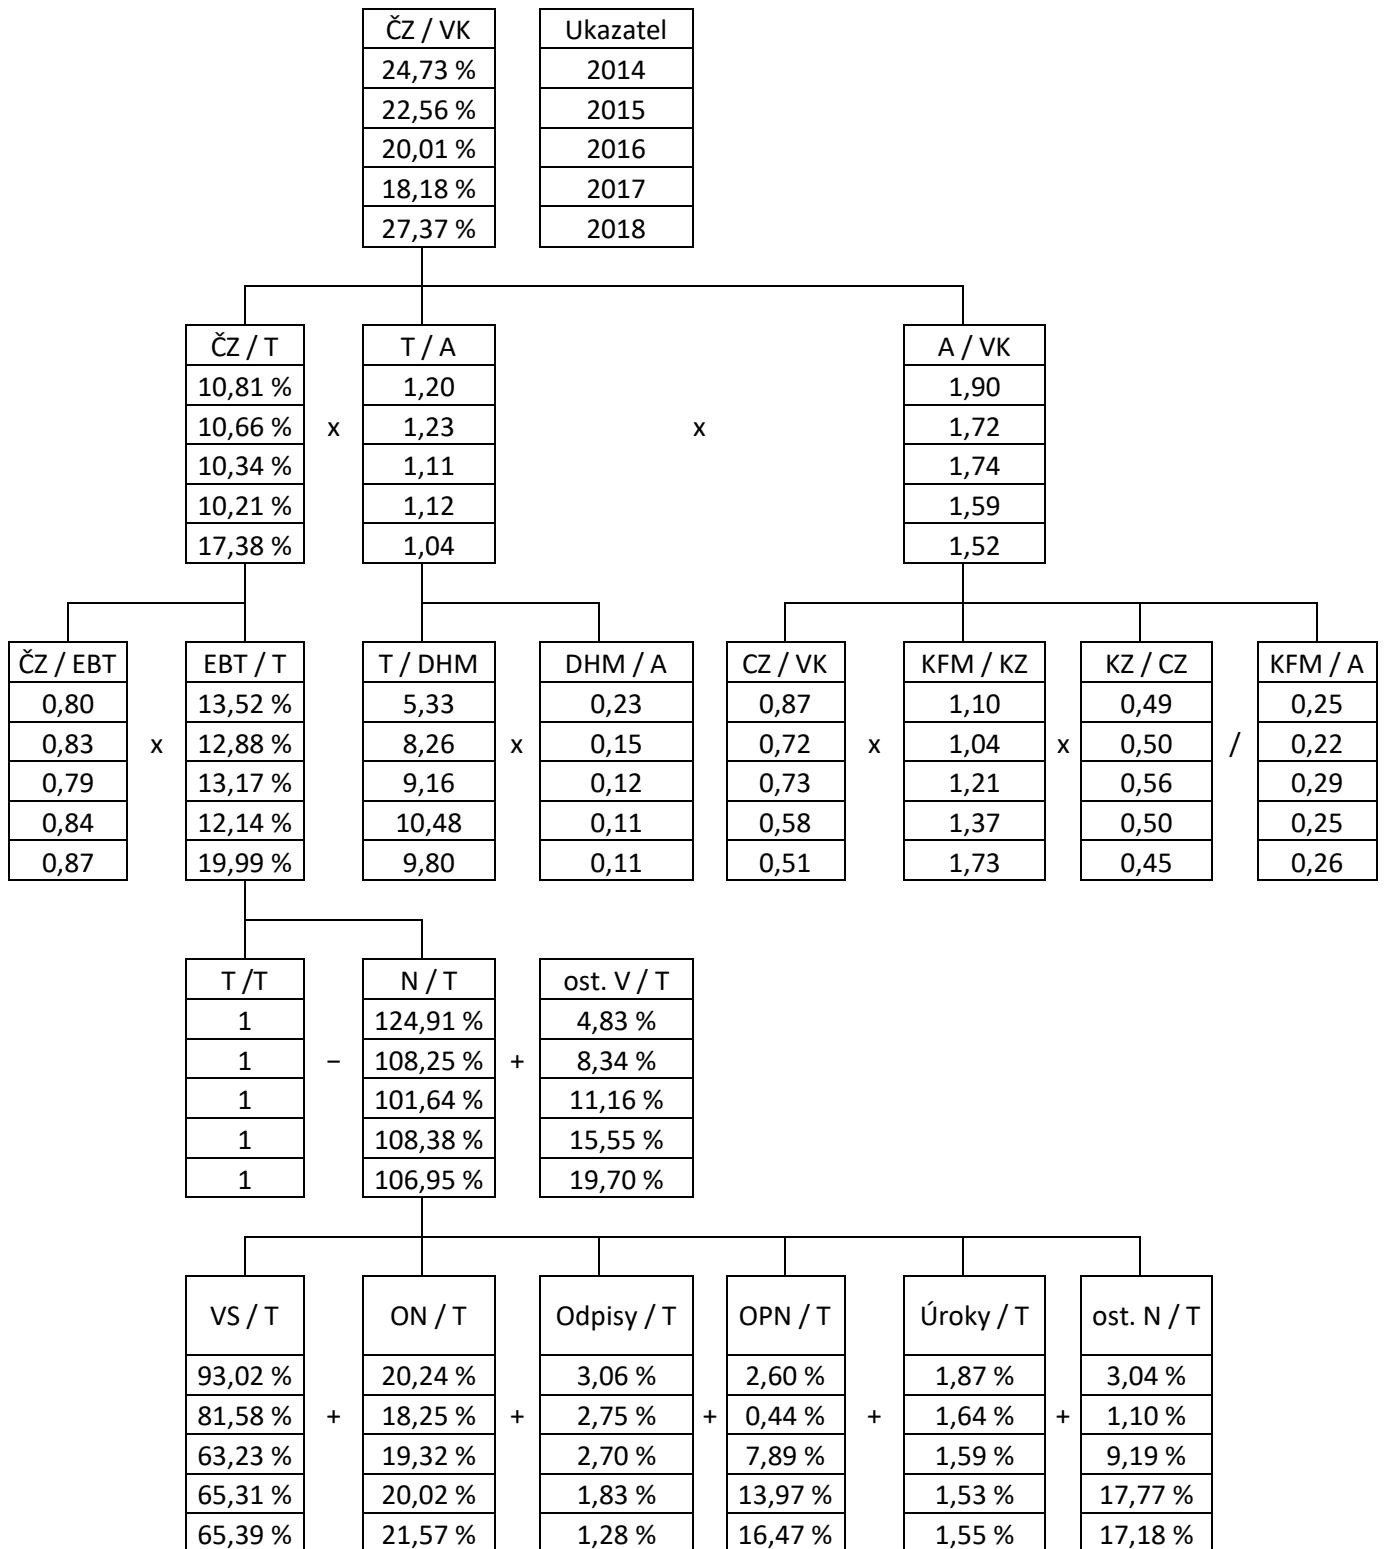 ČZ / VK Ukazatel
24,73 % 2014
22,56 % 2015
20,01 % 2016
18,18 % 2017
27,37 % 2018
ČZ / T T / A A / VK
10,81 % 1,20 1,90
10,66 % x 1,23 x 1,72
10,34 % 1,11 1,74
10,21 % 1,12 1,59
17,38 % 1,04 1,52
ČZ / EBT EBT / T T / DHM DHM / A CZ / VK KFM / KZ KZ / CZ KFM / A
0,80 13,52 % 5,33 0,23 0,87 1,10 0,49 0,25
0,83 x 12,88 % 8,26 x 0,15 0,72 x 1,04 x 0,50 / 0,22
0,79 13,17 % 9,16 0,12 0,73 1,21 0,56 0,29
0,84 12,14 % 10,48 0,11 0,58 1,37 0,50 0,25
0,87 19,99 % 9,80 0,11 0,51 1,73 0,45 0,26
T /T N / T ost. V / T
1 124,91 % 4,83 %
1 − 108,25 % + 8,34 %
1 101,64 % 11,16 %
1 108,38 % 15,55 %
1 106,95 % 19,70 %
VS / T ON / T Odpisy / T OPN / T Úroky / T ost. N / T
93,02 % 20,24 % 3,06 % 2,60 % 1,87 % 3,04 %
81,58 % + 18,25 % + 2,75 % + 0,44 % + 1,64 % + 1,10 %
63,23 % 19,32 % 2,70 % 7,89 % 1,59 % 9,19 %
65,31 % 20,02 % 1,83 % 13,97 % 1,53 % 17,77 %
65,39 % 21,57 % 1,28 % 16,47 % 1,55 % 17,18 %